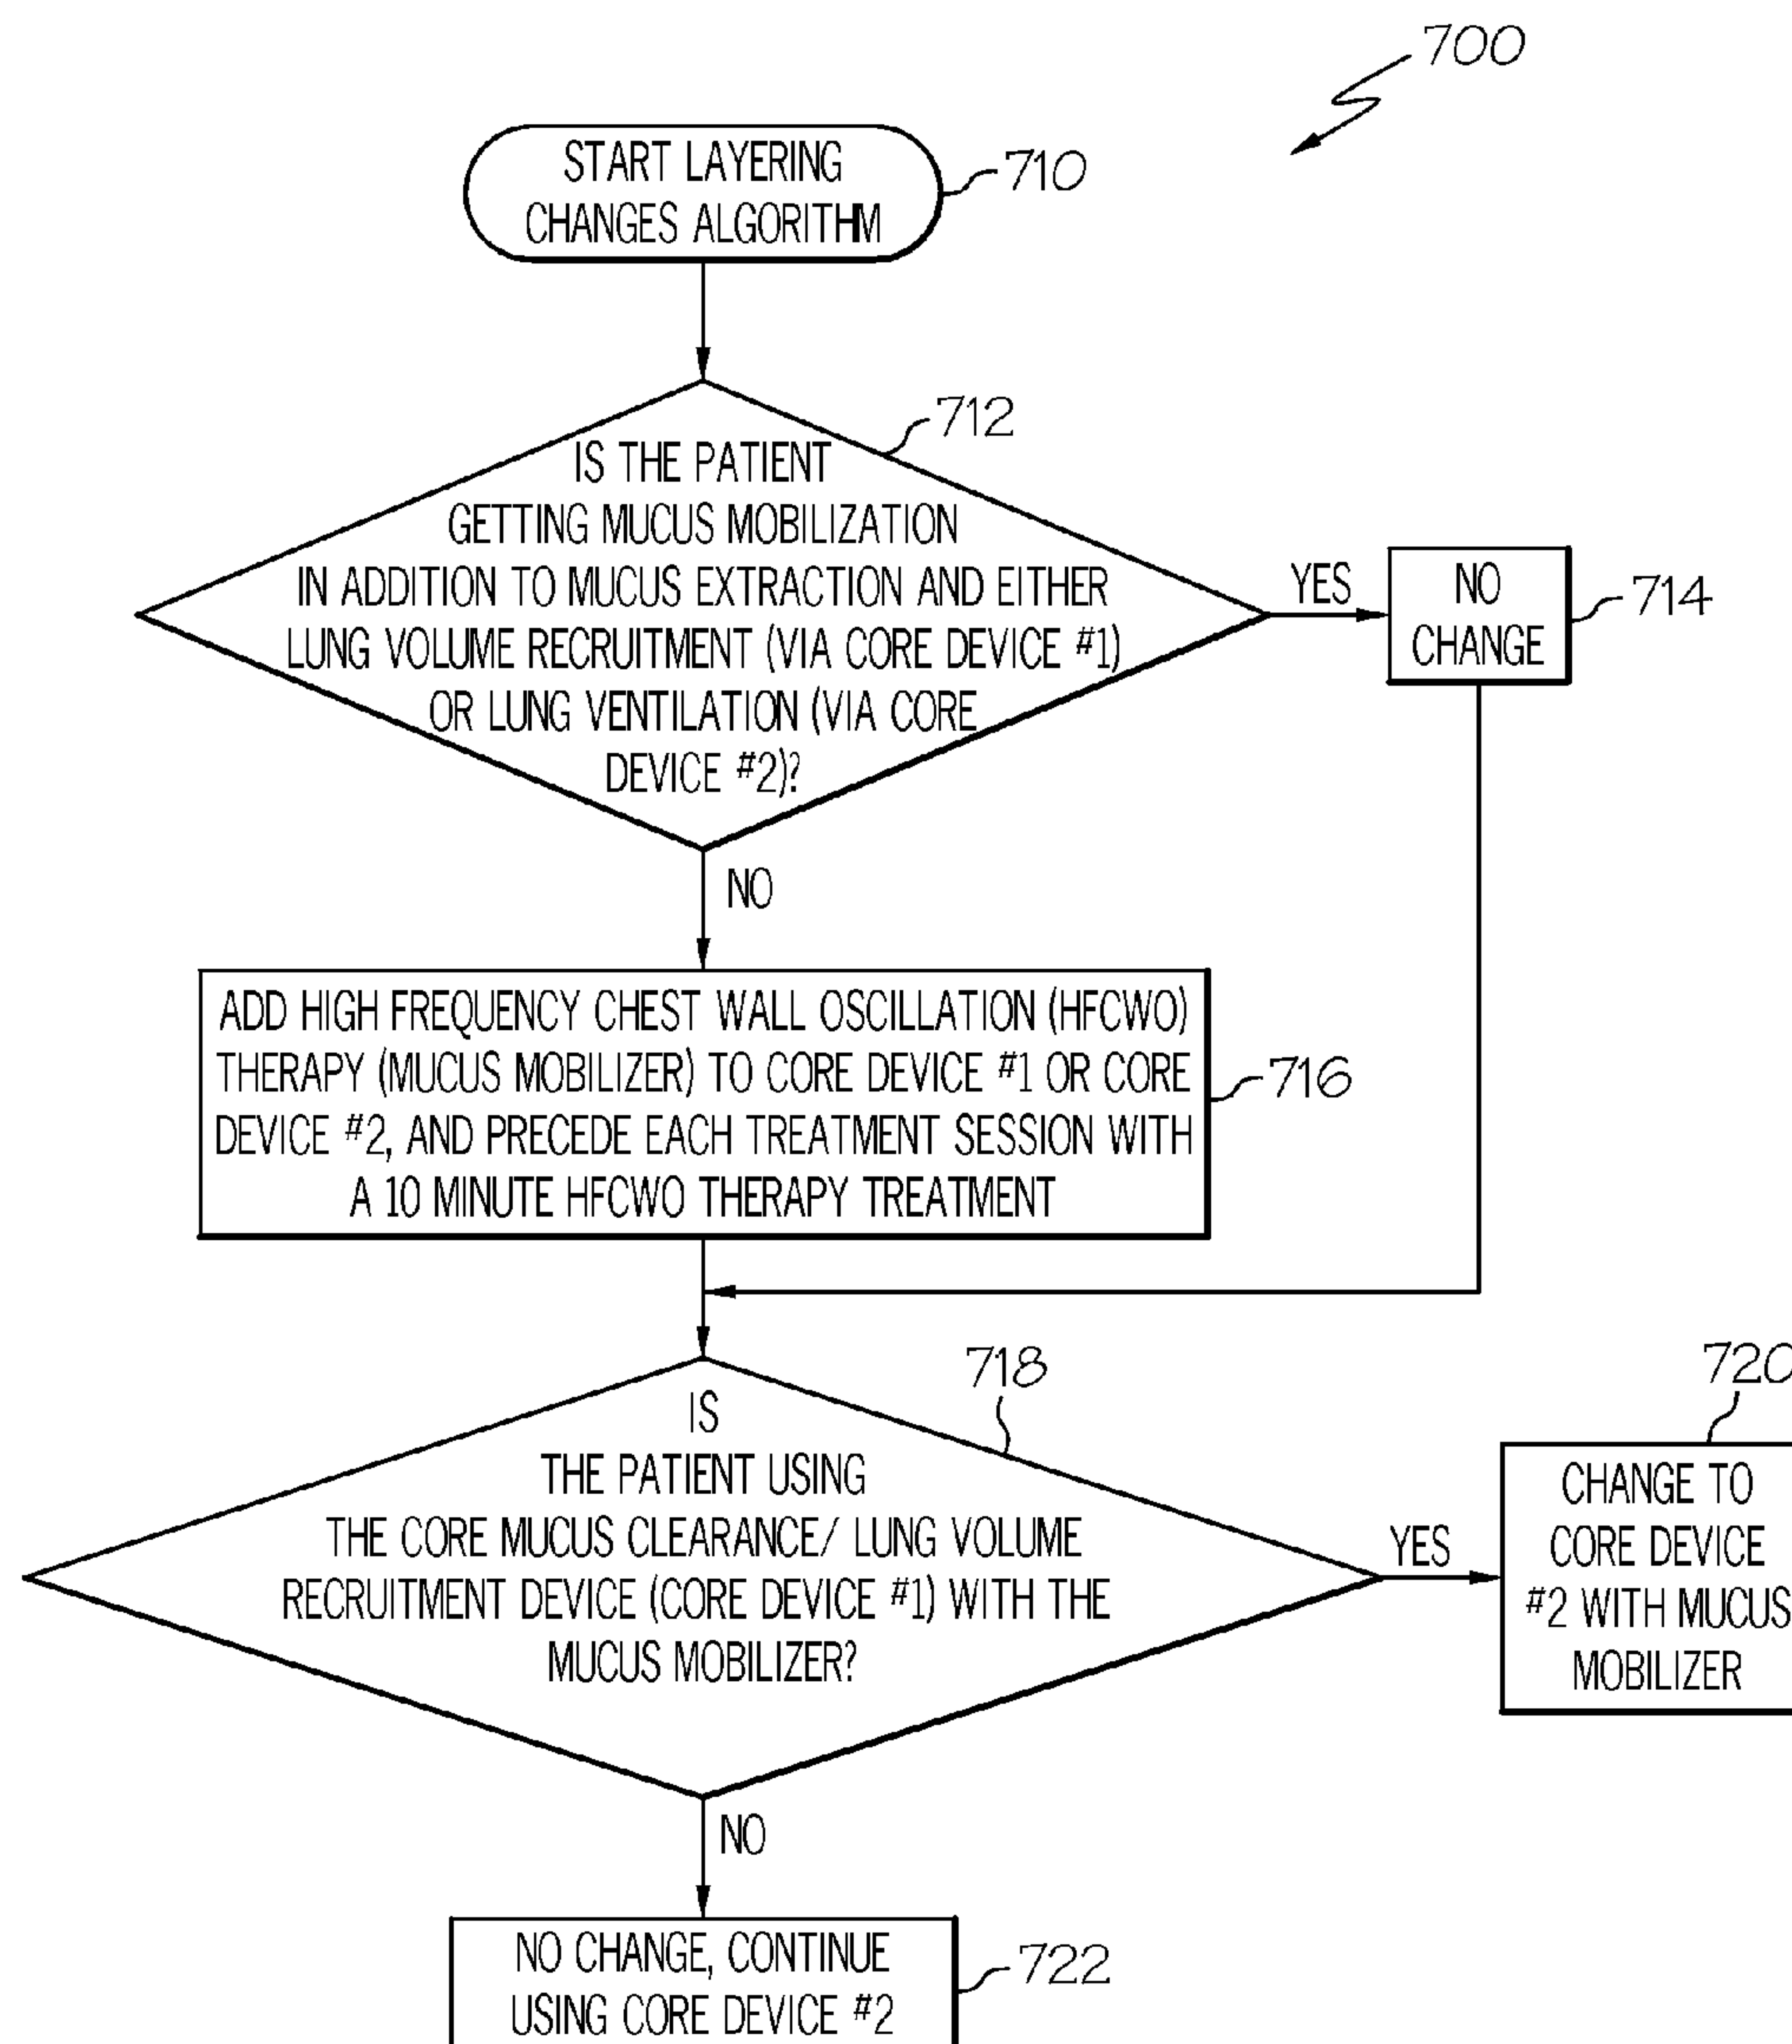 700
START LAYERING
CHANGES ALGORITHM
710
712
IS THE PATIENT
GETTING MUCUS MOBILIZATION
IN ADDITION TO MUCUS EXTRACTION AND EITHER
LUNG VOLUME RECRUITMENT (VIA CORE DEVICE #1)
OR LUNG VENTILATION (VIA CORE
DEVICE #2)?
YES
NO
CHANGE
714
NO
ADD HIGH FREQUENCY CHEST WALL OSCILLATION (HFCWO)
THERAPY (MUCUS MOBILIZER) TO CORE DEVICE #1 OR CORE
DEVICE #2, AND PRECEDE EACH TREATMENT SESSION WITH
A 10 MINUTE HFCWO THERAPY TREATMENT
716
718
IS
THE PATIENT USING
THE CORE MUCUS CLEARANCE/ LUNG VOLUME
RECRUITMENT DEVICE (CORE DEVICE #1) WITH THE
MUCUS MOBILIZER?
YES
720
CHANGE TO
CORE DEVICE
#2 WITH MUCUS
MOBILIZER
NO
NO CHANGE, CONTINUE
USING CORE DEVICE #2
722